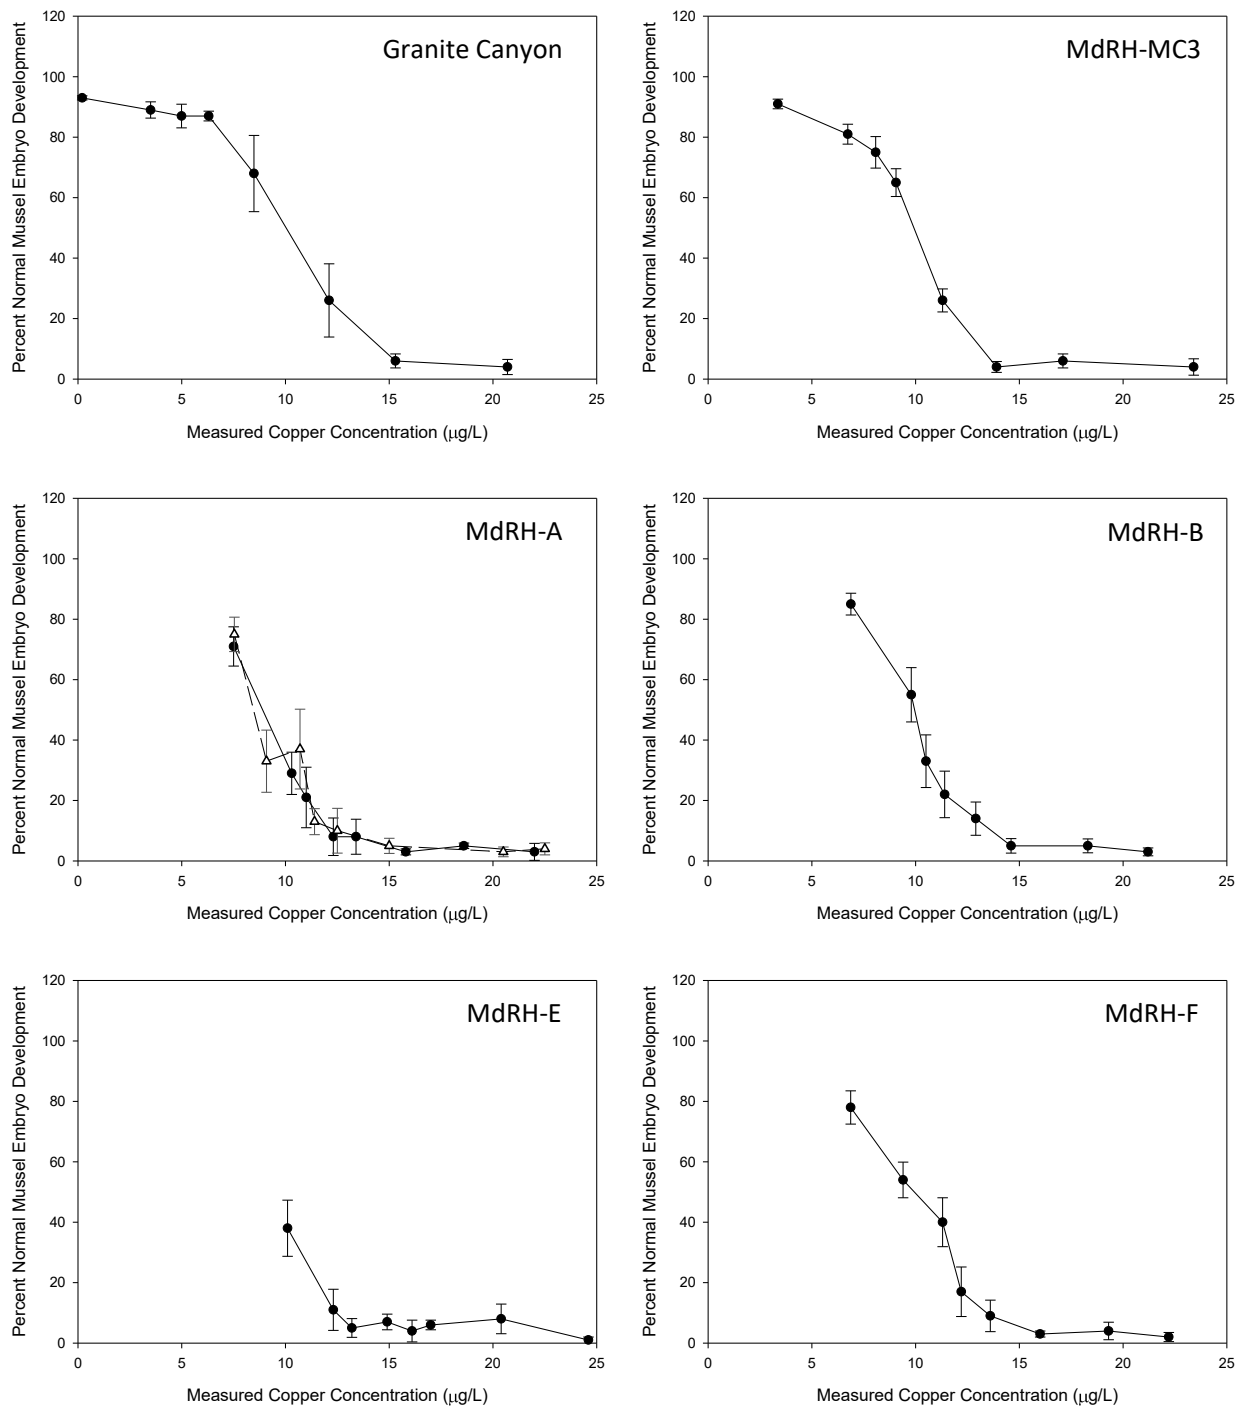 Granite Canyon
Percent Normal Mussel Embryo Development
120
100
80
60
40
20
0
0 5 10 15 20 25
Measured Copper Concentration (μg/L)
MdRH-MC3
Percent Normal Mussel Embryo Development
120
100
80
60
40
20
0
0 5 10 15 20 25
Measured Copper Concentration (μg/L)
MdRH-A
Percent Normal Mussel Embryo Development
120
100
80
60
40
20
0
0 5 10 15 20 25
Measured Copper Concentration (μg/L)
MdRH-B
Percent Normal Mussel Embryo Development
120
100
80
60
40
20
0
0 5 10 15 20 25
Measured Copper Concentration (μg/L)
MdRH-E
Percent Normal Mussel Embryo Development
120
100
80
60
40
20
0
0 5 10 15 20 25
Measured Copper Concentration (μg/L)
MdRH-F
Percent Normal Mussel Embryo Development
120
100
80
60
40
20
0
0 5 10 15 20 25
Measured Copper Concentration (μg/L)